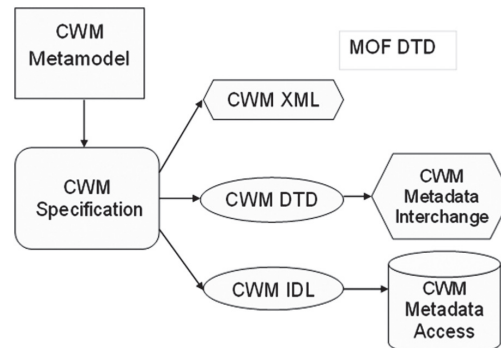 CWM
Metamodel
MOF DTD
CWM XML
CWM
Specification
CWM DTD
CWM
Metadata
Interchange
CWM IDL
CWM
Metadata
Access